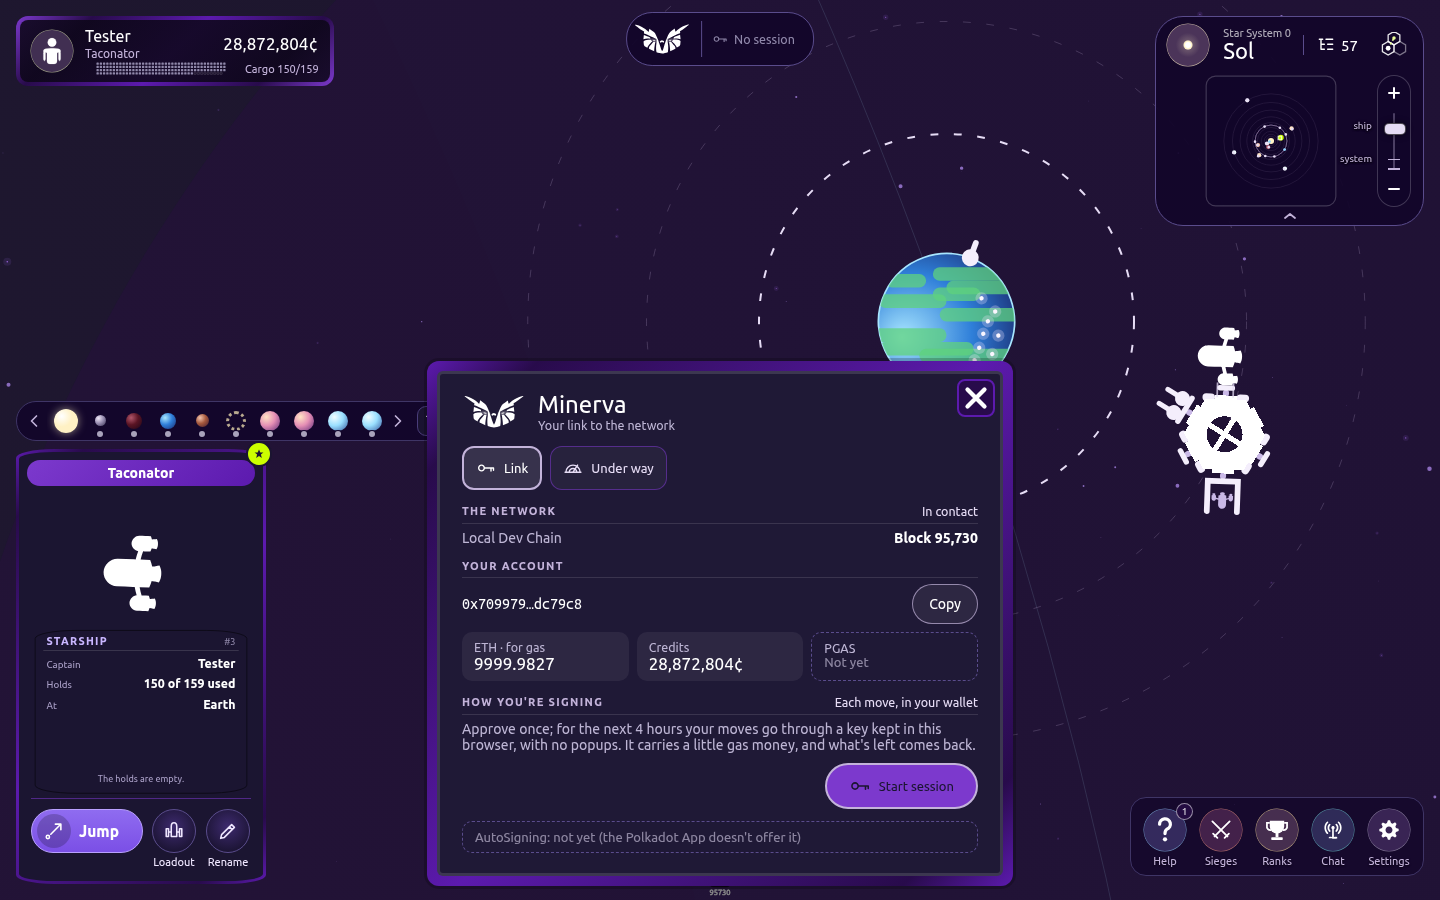 Tester
Taconator
28,872,804¢
Cargo 150/159
No session
Star System 0
Sol
57
ship
system
Taconator
STARSHIP #3
Captain Tester
Holds 150 of 159 used
At Earth
The holds are empty.
Jump
Loadout
Rename
Minerva
Your link to the network
Link
Under way
THE NETWORK In contact
Local Dev Chain Block 95,730
YOUR ACCOUNT
0x709979…dc79c8 Copy
ETH · for gas
9999.9827
Credits
28,872,804¢
PGAS
Not yet
HOW YOU'RE SIGNING Each move, in your wallet
Approve once; for the next 4 hours your moves go through a key kept in this
browser, with no popups. It carries a little gas money, and what's left comes back.
Start session
AutoSigning: not yet (the Polkadot App doesn't offer it)
95730
1
Help
Sieges
Ranks
Chat
Settings